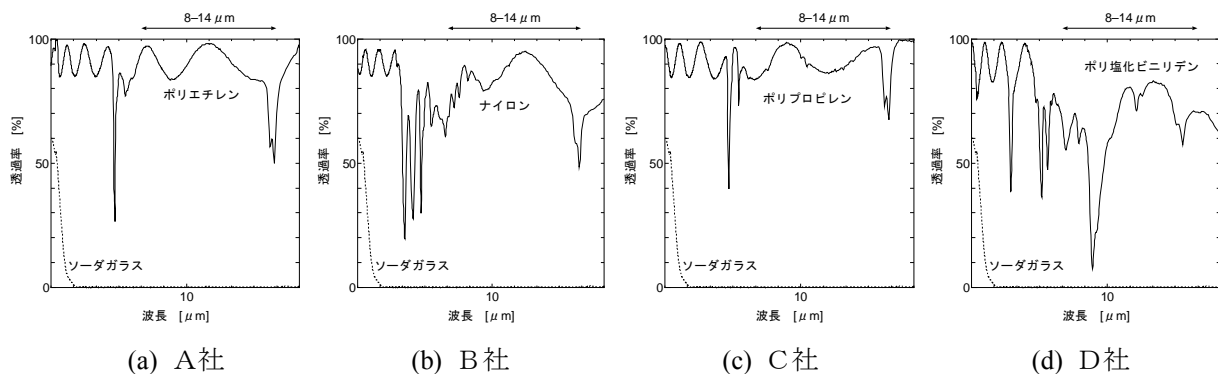 8−14 μm
100
50
0
透過率 [%]
ポリエチレン
ソーダガラス
10
波長 [μm]
(a) A社
8−14 μm
100
50
0
透過率 [%]
ナイロン
ソーダガラス
10
波長 [μm]
(b) B社
8−14 μm
100
50
0
透過率 [%]
ポリプロピレン
ソーダガラス
10
波長 [μm]
(c) C社
8−14 μm
100
50
0
透過率 [%]
ポリ塩化ビニリデン
ソーダガラス
10
波長 [μm]
(d) D社